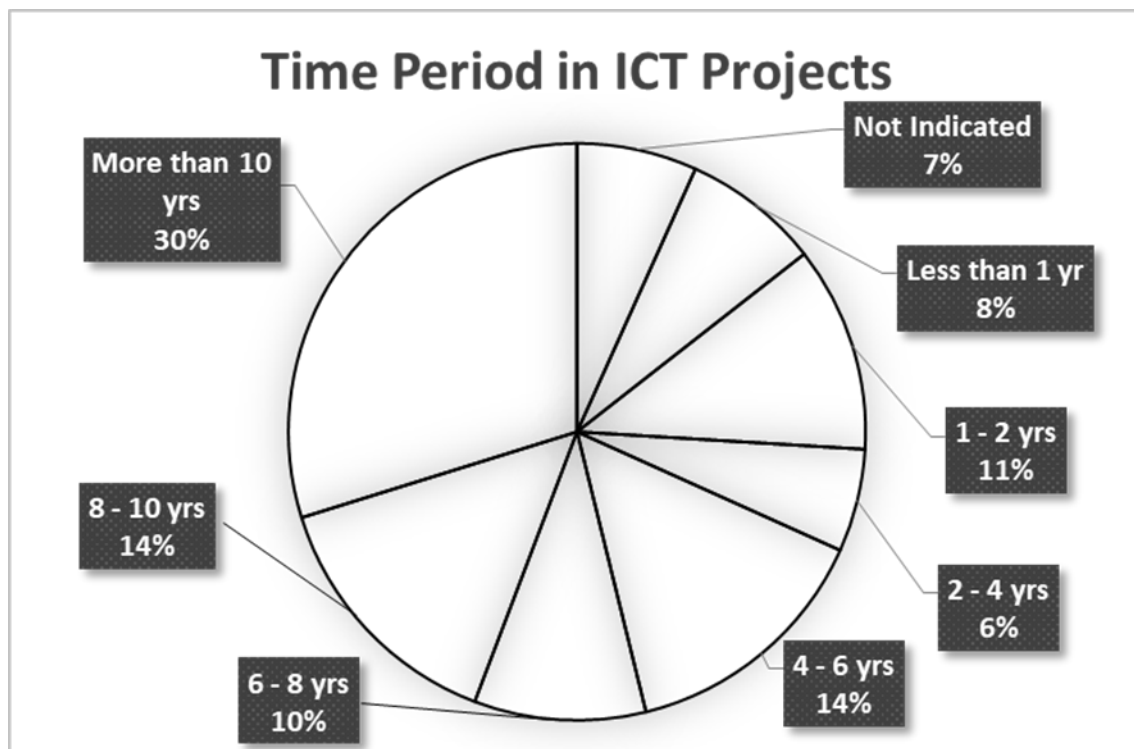 Time Period in ICT Projects
Not Indicated
7%
Less than 1 yr
8%
1 - 2 yrs
11%
2 - 4 yrs
6%
4 - 6 yrs
14%
6 - 8 yrs
10%
8 - 10 yrs
14%
More than 10
yrs
30%